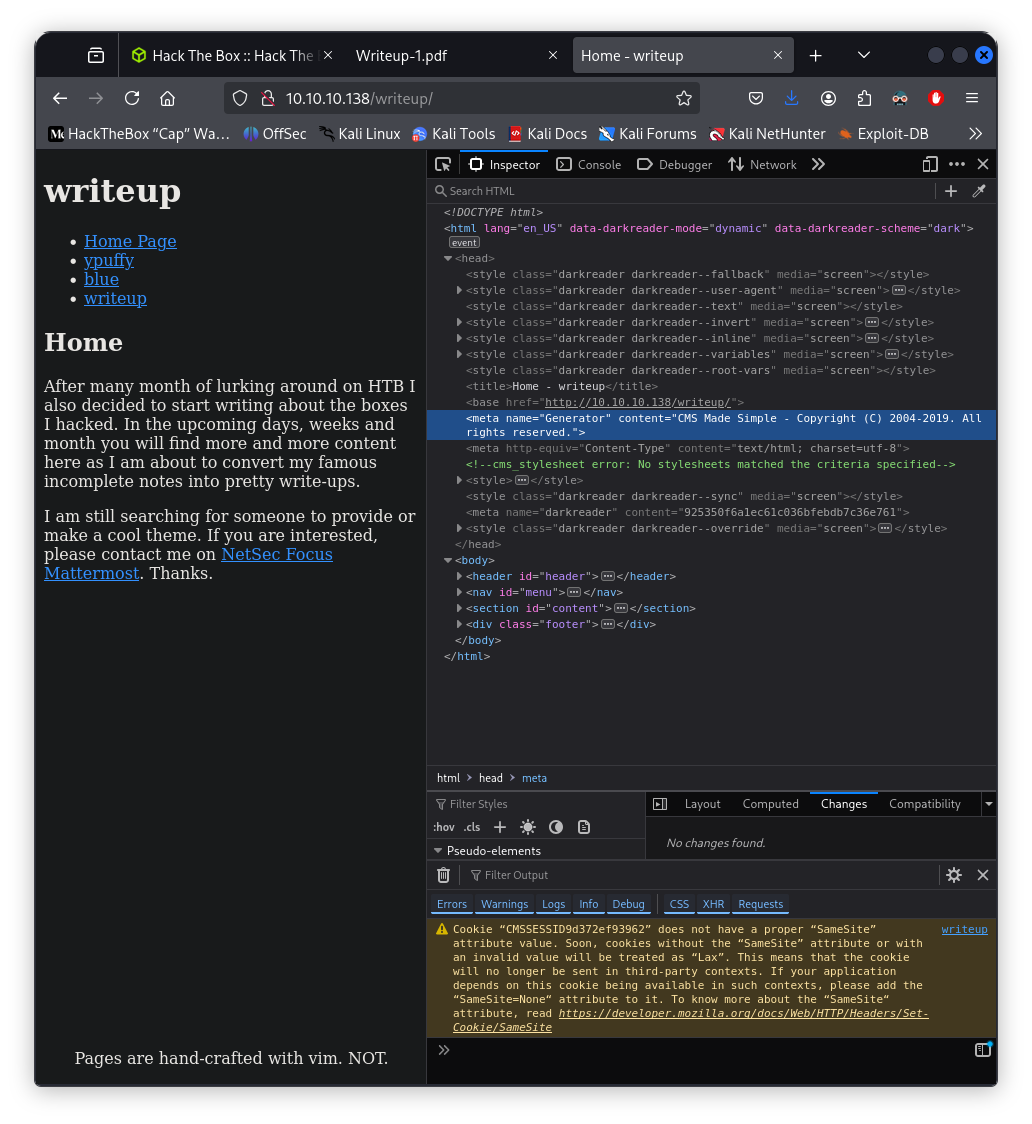 Hack The Box :: Hack The
Writeup-1.pdf
Home - writeup
10.10.10.138/writeup/
HackTheBox “Cap” Wa…
OffSec
Kali Linux
Kali Tools
Kali Docs
Kali Forums
Kali NetHunter
Exploit-DB
writeup
Home Page
ypuffy
blue
writeup
Home
After many month of lurking around on HTB I
also decided to start writing about the boxes
I hacked. In the upcoming days, weeks and
month you will find more and more content
here as I am about to convert my famous
incomplete notes into pretty write-ups.
I am still searching for someone to provide or
make a cool theme. If you are interested,
please contact me on NetSec Focus
Mattermost. Thanks.
Pages are hand-crafted with vim. NOT.
Inspector
Console
Debugger
Network
Search HTML
<!DOCTYPE html>
<html lang="en_US" data-darkreader-mode="dynamic" data-darkreader-scheme="dark">
event
<head>
<style class="darkreader darkreader--fallback" media="screen"></style>
<style class="darkreader darkreader--user-agent" media="screen"></style>
<style class="darkreader darkreader--text" media="screen"></style>
<style class="darkreader darkreader--invert" media="screen"></style>
<style class="darkreader darkreader--inline" media="screen"></style>
<style class="darkreader darkreader--variables" media="screen"></style>
<style class="darkreader darkreader--root-vars" media="screen"></style>
<title>Home - writeup</title>
<base href="http://10.10.10.138/writeup/">
<meta name="Generator" content="CMS Made Simple - Copyright (C) 2004-2019. All
rights reserved.">
<meta http-equiv="Content-Type" content="text/html; charset=utf-8">
<!--cms_stylesheet error: No stylesheets matched the criteria specified-->
<style></style>
<style class="darkreader darkreader--sync" media="screen"></style>
<meta name="darkreader" content="925350f6a1ec61c036bfebdb7c36e761">
<style class="darkreader darkreader--override" media="screen"></style>
</head>
<body>
<header id="header"></header>
<nav id="menu"></nav>
<section id="content"></section>
<div class="footer"></div>
</body>
</html>
html > head > meta
Filter Styles
:hov .cls
Pseudo-elements
Layout
Computed
Changes
Compatibility
No changes found.
Filter Output
Errors
Warnings
Logs
Info
Debug
CSS
XHR
Requests
Cookie “CMSSESSID9d372ef93962” does not have a proper “SameSite”
writeup
attribute value. Soon, cookies without the “SameSite” attribute or with
an invalid value will be treated as “Lax”. This means that the cookie
will no longer be sent in third-party contexts. If your application
depends on this cookie being available in such contexts, please add the
“SameSite=None“ attribute to it. To know more about the “SameSite“
attribute, read https://developer.mozilla.org/docs/Web/HTTP/Headers/Set-
Cookie/SameSite